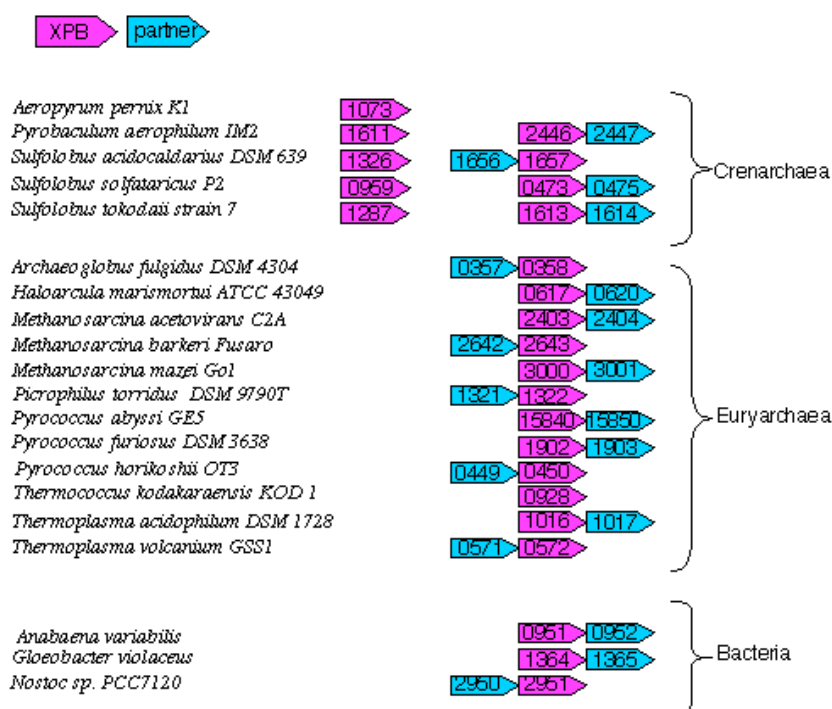 XPB partner
Aeropyrum pernix K1 1073
Pyrobaculum aerophilum IM2 1611 2446 2447
Sulfolobus acidocaldarius DSM 639 1326 1656 1657
Sulfolobus solfataricus P2 0959 0473 0475
Sulfolobus tokodaii strain 7 1287 1613 1614
Crenarchaea
Archaeoglobus fulgidus DSM 4304 0357 0358
Haloarcula marismortui ATCC 43049 0617 0620
Methanosarcina acetovirans C2A 2403 2404
Methanosarcina barkeri Fusaro 2642 2643
Methanosarcina mazei Go1 3000 3001
Picrophilus torridus DSM 9790T 1321 1322
Pyrococcus abyssi GE5 15840 15850
Pyrococcus furiosus DSM 3638 1902 1903
Pyrococcus horikoshii OT3 0449 0450
Thermococcus kodakaraensis KOD 1 0928
Thermoplasma acidophilum DSM 1728 1016 1017
Thermoplasma volcanium GSS1 0571 0572
Euryarchaea
Anabaena variabilis 0951 0952
Gloeobacter violaceus 1364 1365
Nostoc sp. PCC7120 2950 2951
Bacteria